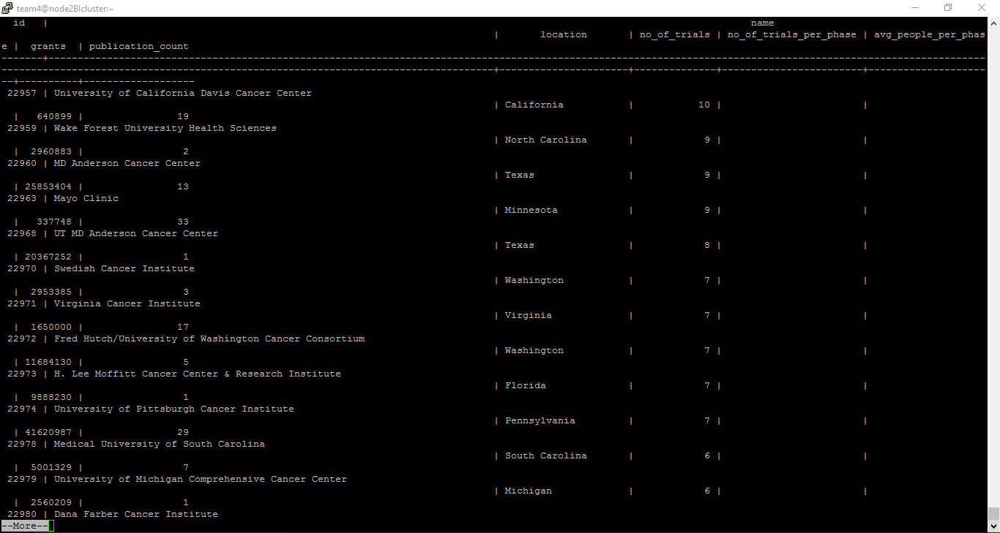 team4@node2BIcluster:~
id | name
| location | no_of_trials | no_of_trials_per_phase | avg_people_per_phas
e | grants | publication_count
-------+----------------------------------------------------------------------------------------------------------------------------------------------------------------
------------------------------------------------------------------------------------+----------------------+--------------+------------------------+--------------------
--+----------+-------------------
22957 | University of California Davis Cancer Center
| California | 10 | |
| 640899 | 19
22959 | Wake Forest University Health Sciences
| North Carolina | 9 | |
| 2960883 | 2
22960 | MD Anderson Cancer Center
| Texas | 9 | |
| 25853404 | 13
22963 | Mayo Clinic
| Minnesota | 9 | |
| 337748 | 33
22968 | UT MD Anderson Cancer Center
| Texas | 8 | |
| 20367252 | 1
22970 | Swedish Cancer Institute
| Washington | 7 | |
| 2953385 | 3
22971 | Virginia Cancer Institute
| Virginia | 7 | |
| 1650000 | 17
22972 | Fred Hutch/University of Washington Cancer Consortium
| Washington | 7 | |
| 11684130 | 5
22973 | H. Lee Moffitt Cancer Center & Research Institute
| Florida | 7 | |
| 9888230 | 1
22974 | University of Pittsburgh Cancer Institute
| Pennsylvania | 7 | |
| 41620987 | 29
22978 | Medical University of South Carolina
| South Carolina | 6 | |
| 5001329 | 7
22979 | University of Michigan Comprehensive Cancer Center
| Michigan | 6 | |
| 2560209 | 1
22980 | Dana Farber Cancer Institute
--More--